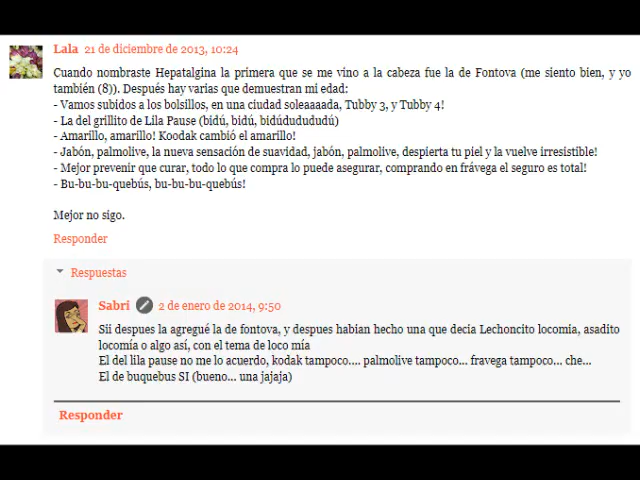 Lala 21 de diciembre de 2013, 10:24
Cuando nombraste Hepatalgina la primera que se me vino a la cabeza fue la de Fontova (me siento bien, y yo
también (8)). Después hay varias que demuestran mi edad:
- Vamos subidos a los bolsillos, en una ciudad soleaaaada, Tubby 3, y Tubby 4!
- La del grillito de Lila Pause (bidú, bidú, bidúdudududú)
- Amarillo, amarillo! Koodak cambió el amarillo!
- Jabón, palmolive, la nueva sensación de suavidad, jabón, palmolive, despierta tu piel y la vuelve irresistible!
- Mejor prevenir que curar, todo lo que compra lo puede asegurar, comprando en frávega el seguro es total!
- Bu-bu-bu-quebús, bu-bu-bu-quebús!
Mejor no sigo.
Responder
Respuestas
Sabri 2 de enero de 2014, 9:50
Sii despues la agregué la de fontova, y despues habian hecho una que decia Lechoncito locomia, asadito
locomía o algo así, con el tema de loco mía
El del lila pause no me lo acuerdo, kodak tampoco.... palmolive tampoco... fravega tampoco... che...
El de buquebus SI (bueno... una jajaja)
Responder